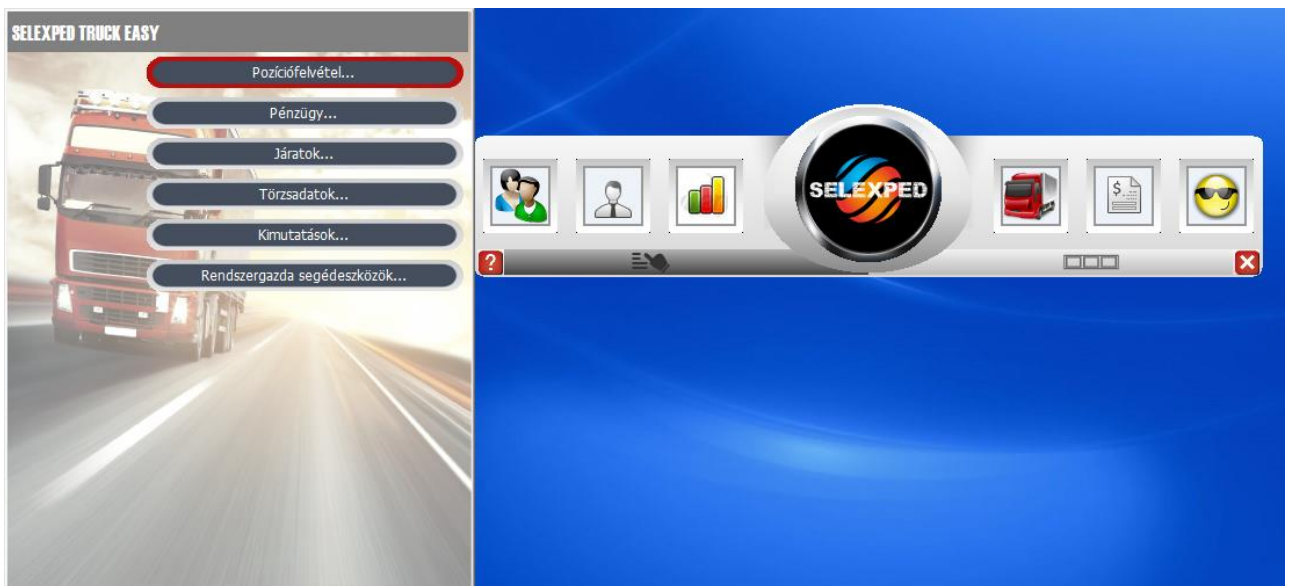 SELEXPED TRUCK EASY
Pozíciófelvétel...
Pénzügy...
Járatok...
Törzsadatok...
Kimutatások...
Rendszergazda segédeszközök...
SELEXPED
$
?